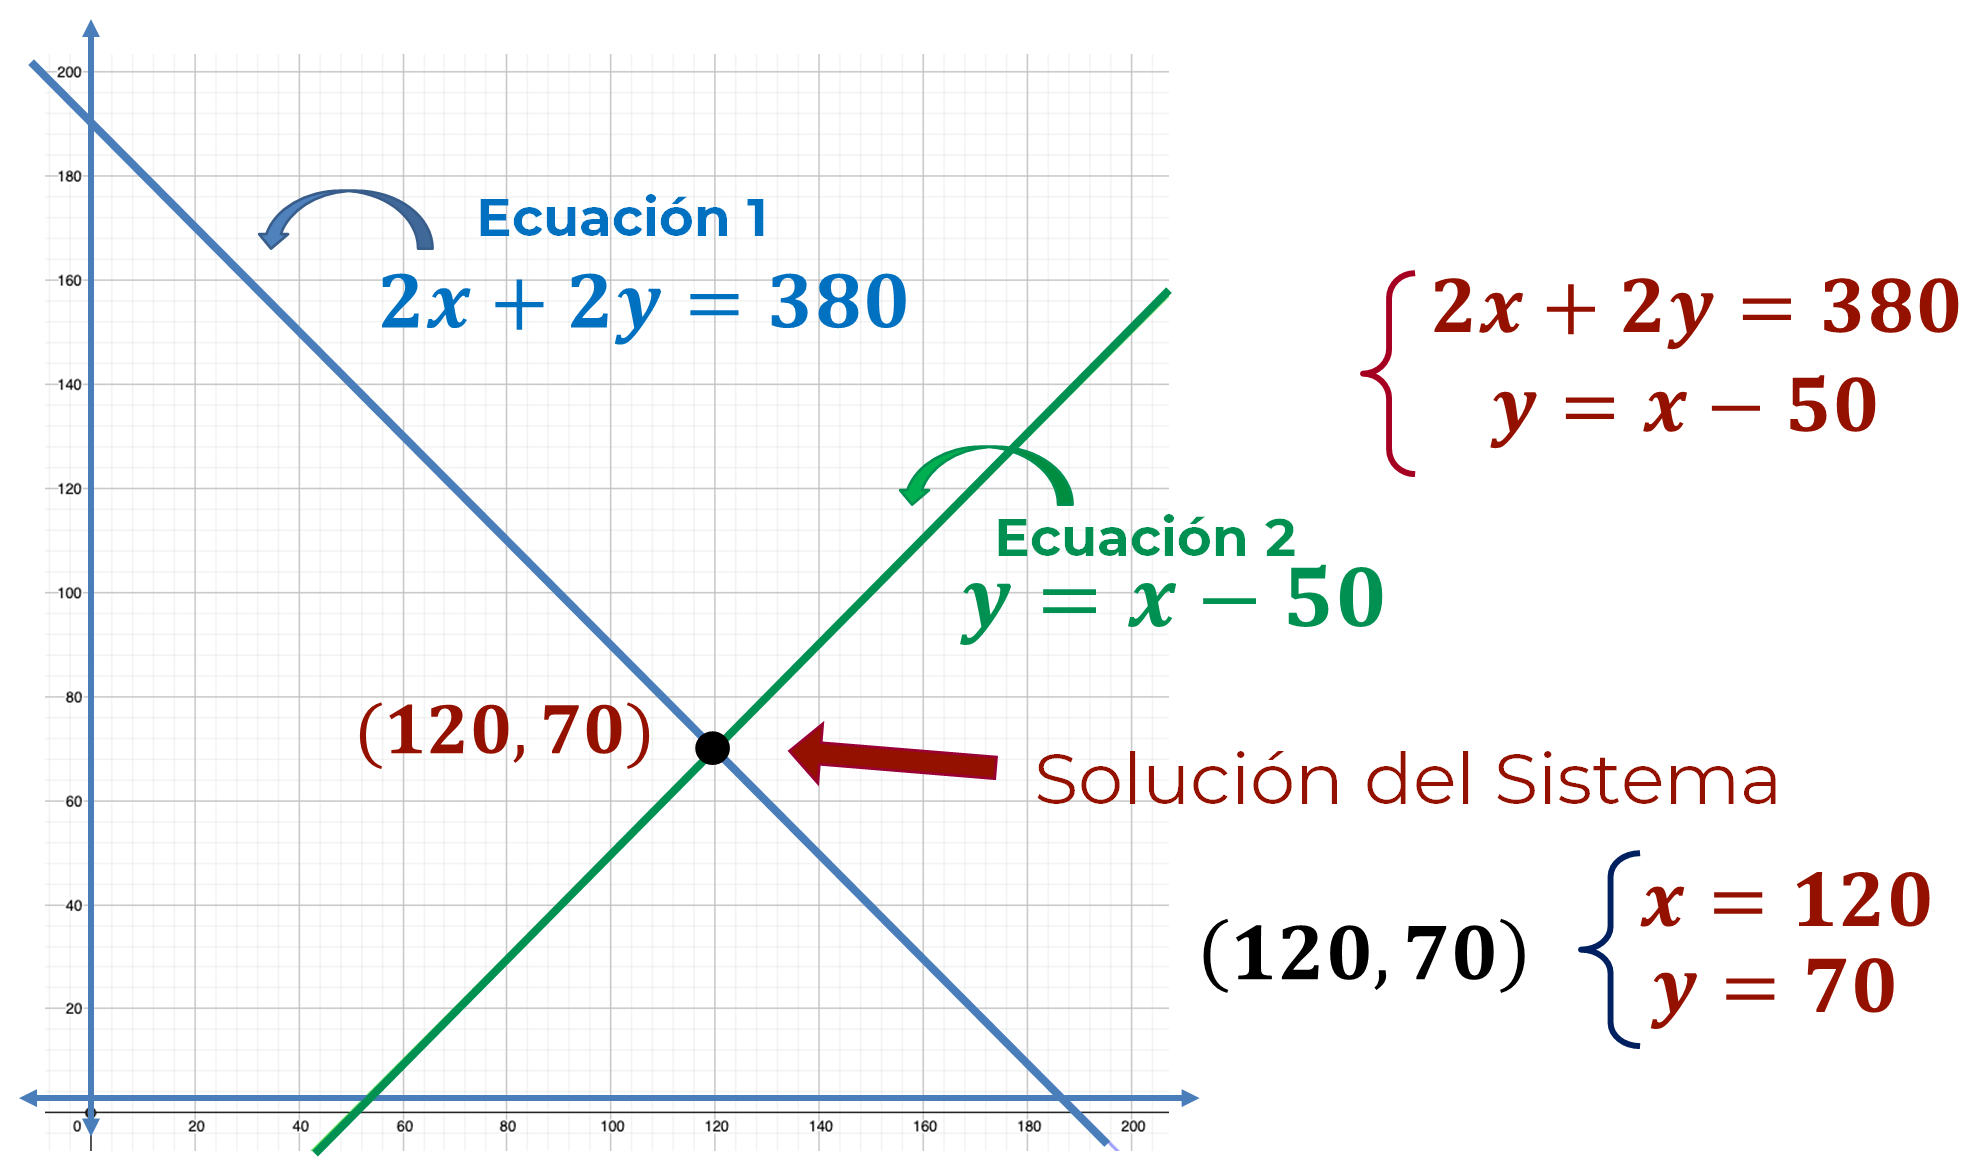 200
180
160
140
120
100
80
60
40
20
0 20 40 60 80 100 120 140 160 180 200
Ecuación 1
2x + 2y = 380
Ecuación 2
y = x − 50
(120, 70)
2x + 2y = 380
y = x − 50
Solución del Sistema
(120, 70)
x = 120
y = 70